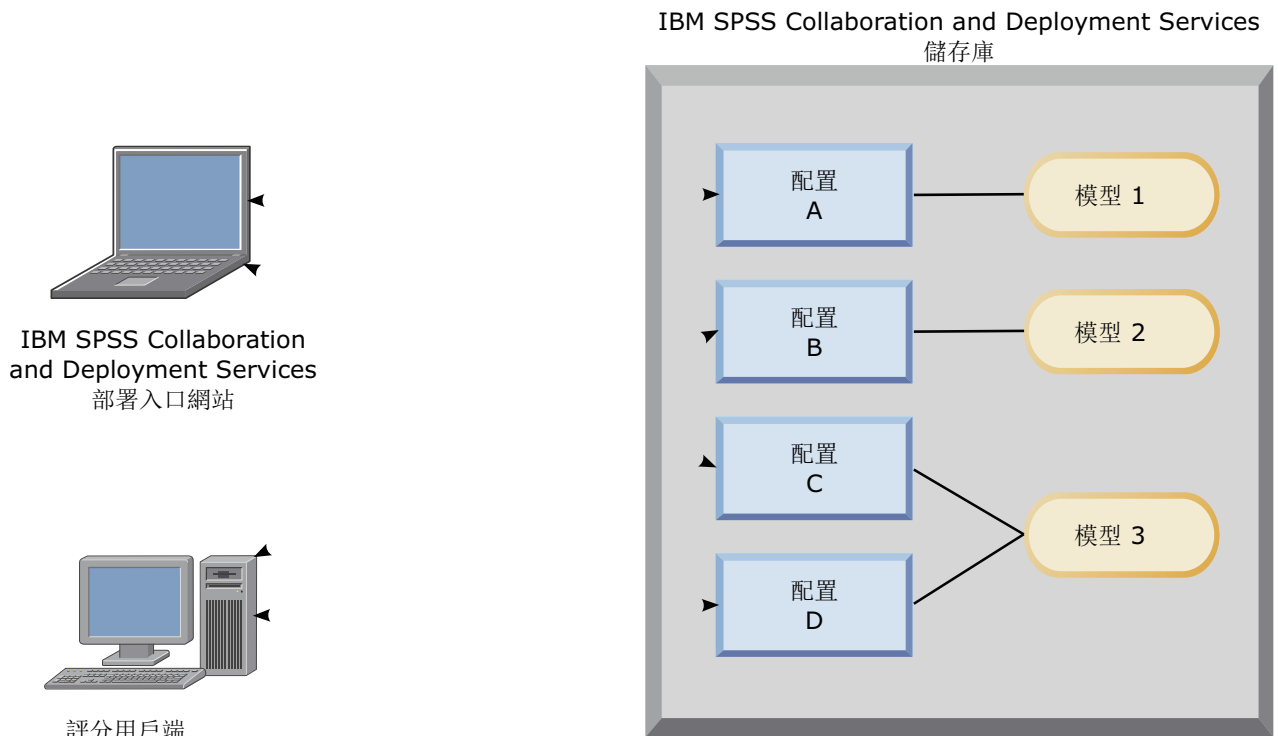 IBM SPSS Collaboration and Deployment Services
儲存庫
配置
A
模型 1
配置
B
模型 2
IBM SPSS Collaboration
and Deployment Services
部署入口網站
配置
C
模型 3
配置
D
評分用戶端